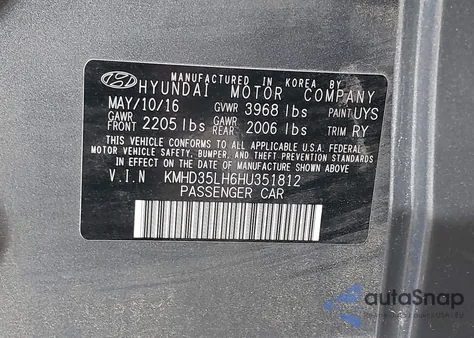 MANUFACTURED IN KOREA BY
HYUNDAI MOTOR COMPANY
MAY/10/16 GVWR 3968 lbs PAINT UYS
GAWR FRONT 2205 lbs GAWR REAR 2006 lbs TRIM RY
THIS VEHICLE CONFORMS TO ALL APPLICABLE U.S.A. FEDERAL
MOTOR VEHICLE SAFETY, BUMPER, AND THEFT PREVENTION STANDARDS
IN EFFECT ON THE DATE OF MANUFACTURE SHOWN ABOVE
V.I.N KMHD35LH6HU351812
PASSENGER CAR
autoSnap